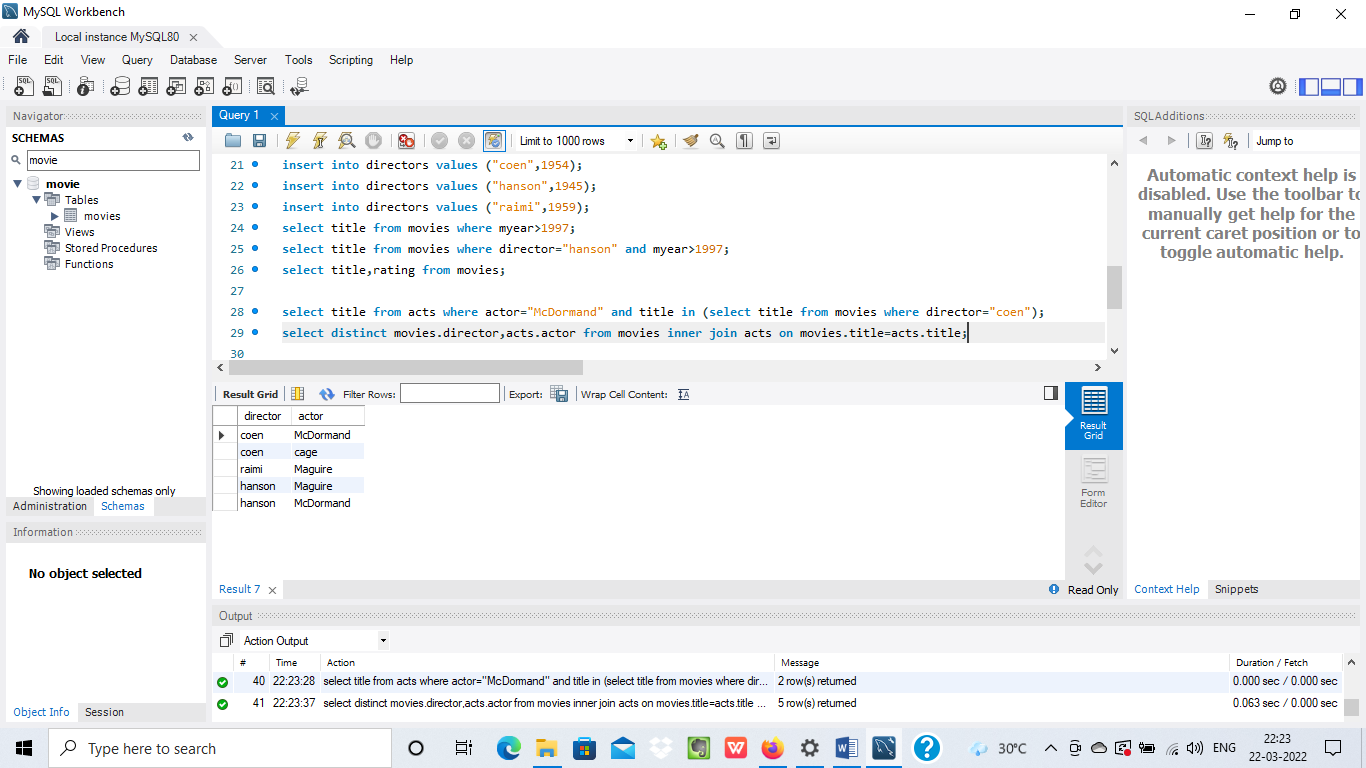 MySQL Workbench
Local instance MySQL80
File Edit View Query Database Server Tools Scripting Help
Navigator
SCHEMAS
movie
movie
Tables
movies
Views
Stored Procedures
Functions
Showing loaded schemas only
Administration Schemas
Information
No object selected
Object Info Session
Query 1
Limit to 1000 rows
21 insert into directors values ("coen",1954);
22 insert into directors values ("hanson",1945);
23 insert into directors values ("raimi",1959);
24 select title from movies where myear>1997;
25 select title from movies where director="hanson" and myear>1997;
26 select title,rating from movies;
27
28 select title from acts where actor="McDormand" and title in (select title from movies where director="coen");
29 select distinct movies.director,acts.actor from movies inner join acts on movies.title=acts.title;
30
Result Grid Filter Rows: Export: Wrap Cell Content:
director actor
coen McDormand
coen cage
raimi Maguire
hanson Maguire
hanson McDormand
Result
Grid
Form
Editor
Result 7
Read Only
SQLAdditions
Jump to
Automatic context help is
disabled. Use the toolbar to
manually get help for the
current caret position or to
toggle automatic help.
Context Help Snippets
Output
Action Output
# Time Action Message Duration / Fetch
40 22:23:28 select title from acts where actor="McDormand" and title in (select title from movies where dir... 2 row(s) returned 0.000 sec / 0.000 sec
41 22:23:37 select distinct movies.director,acts.actor from movies inner join acts on movies.title=acts.title ... 5 row(s) returned 0.063 sec / 0.000 sec
Type here to search
30°C
ENG
22:23
22-03-2022